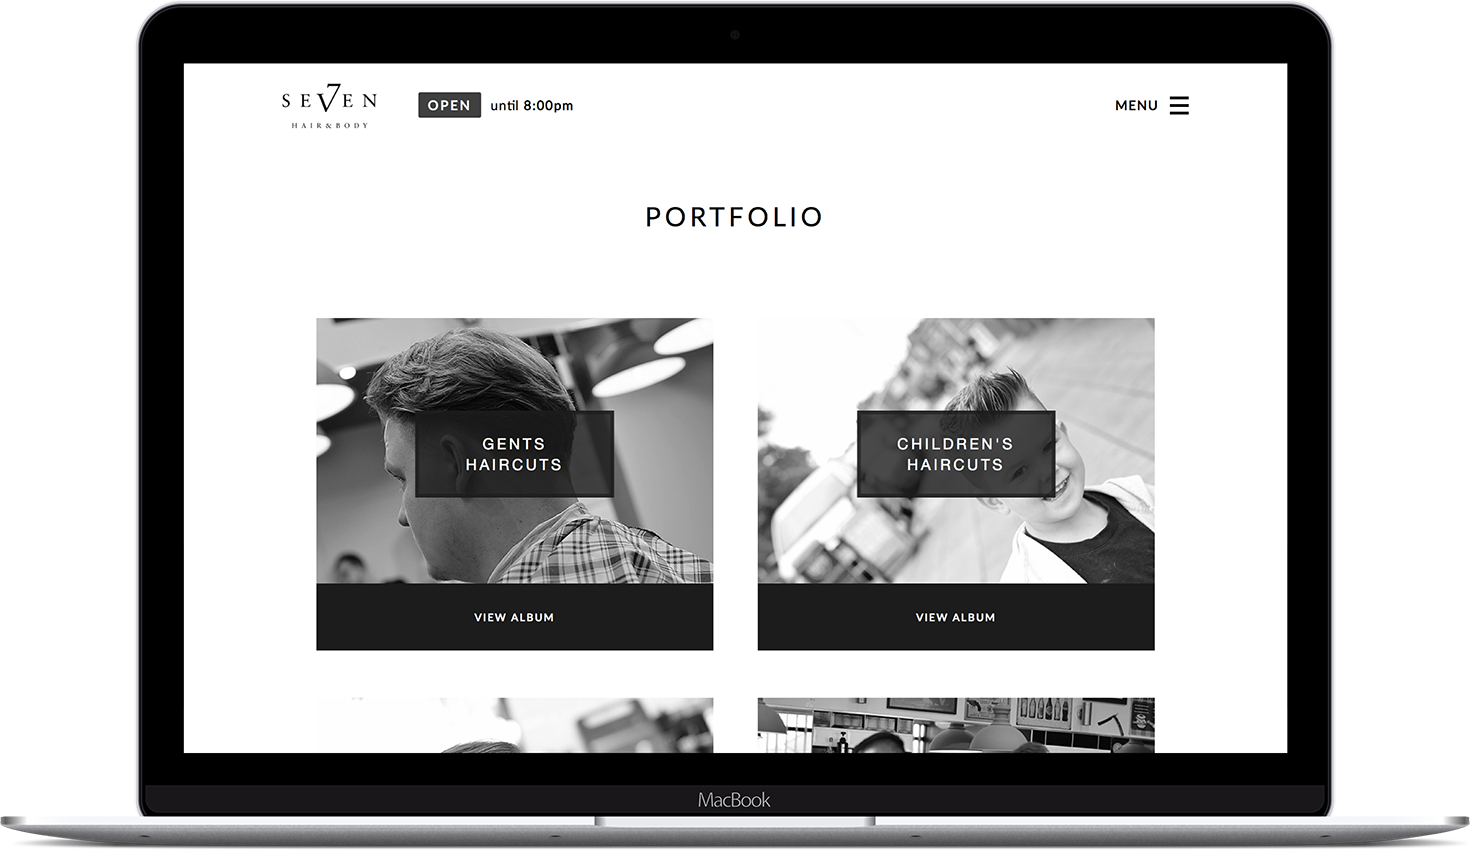 SEVEN
HAIR&BODY
OPEN until 8:00pm
MENU
PORTFOLIO
GENTS
HAIRCUTS
CHILDREN'S
HAIRCUTS
VIEW ALBUM
VIEW ALBUM
MacBook